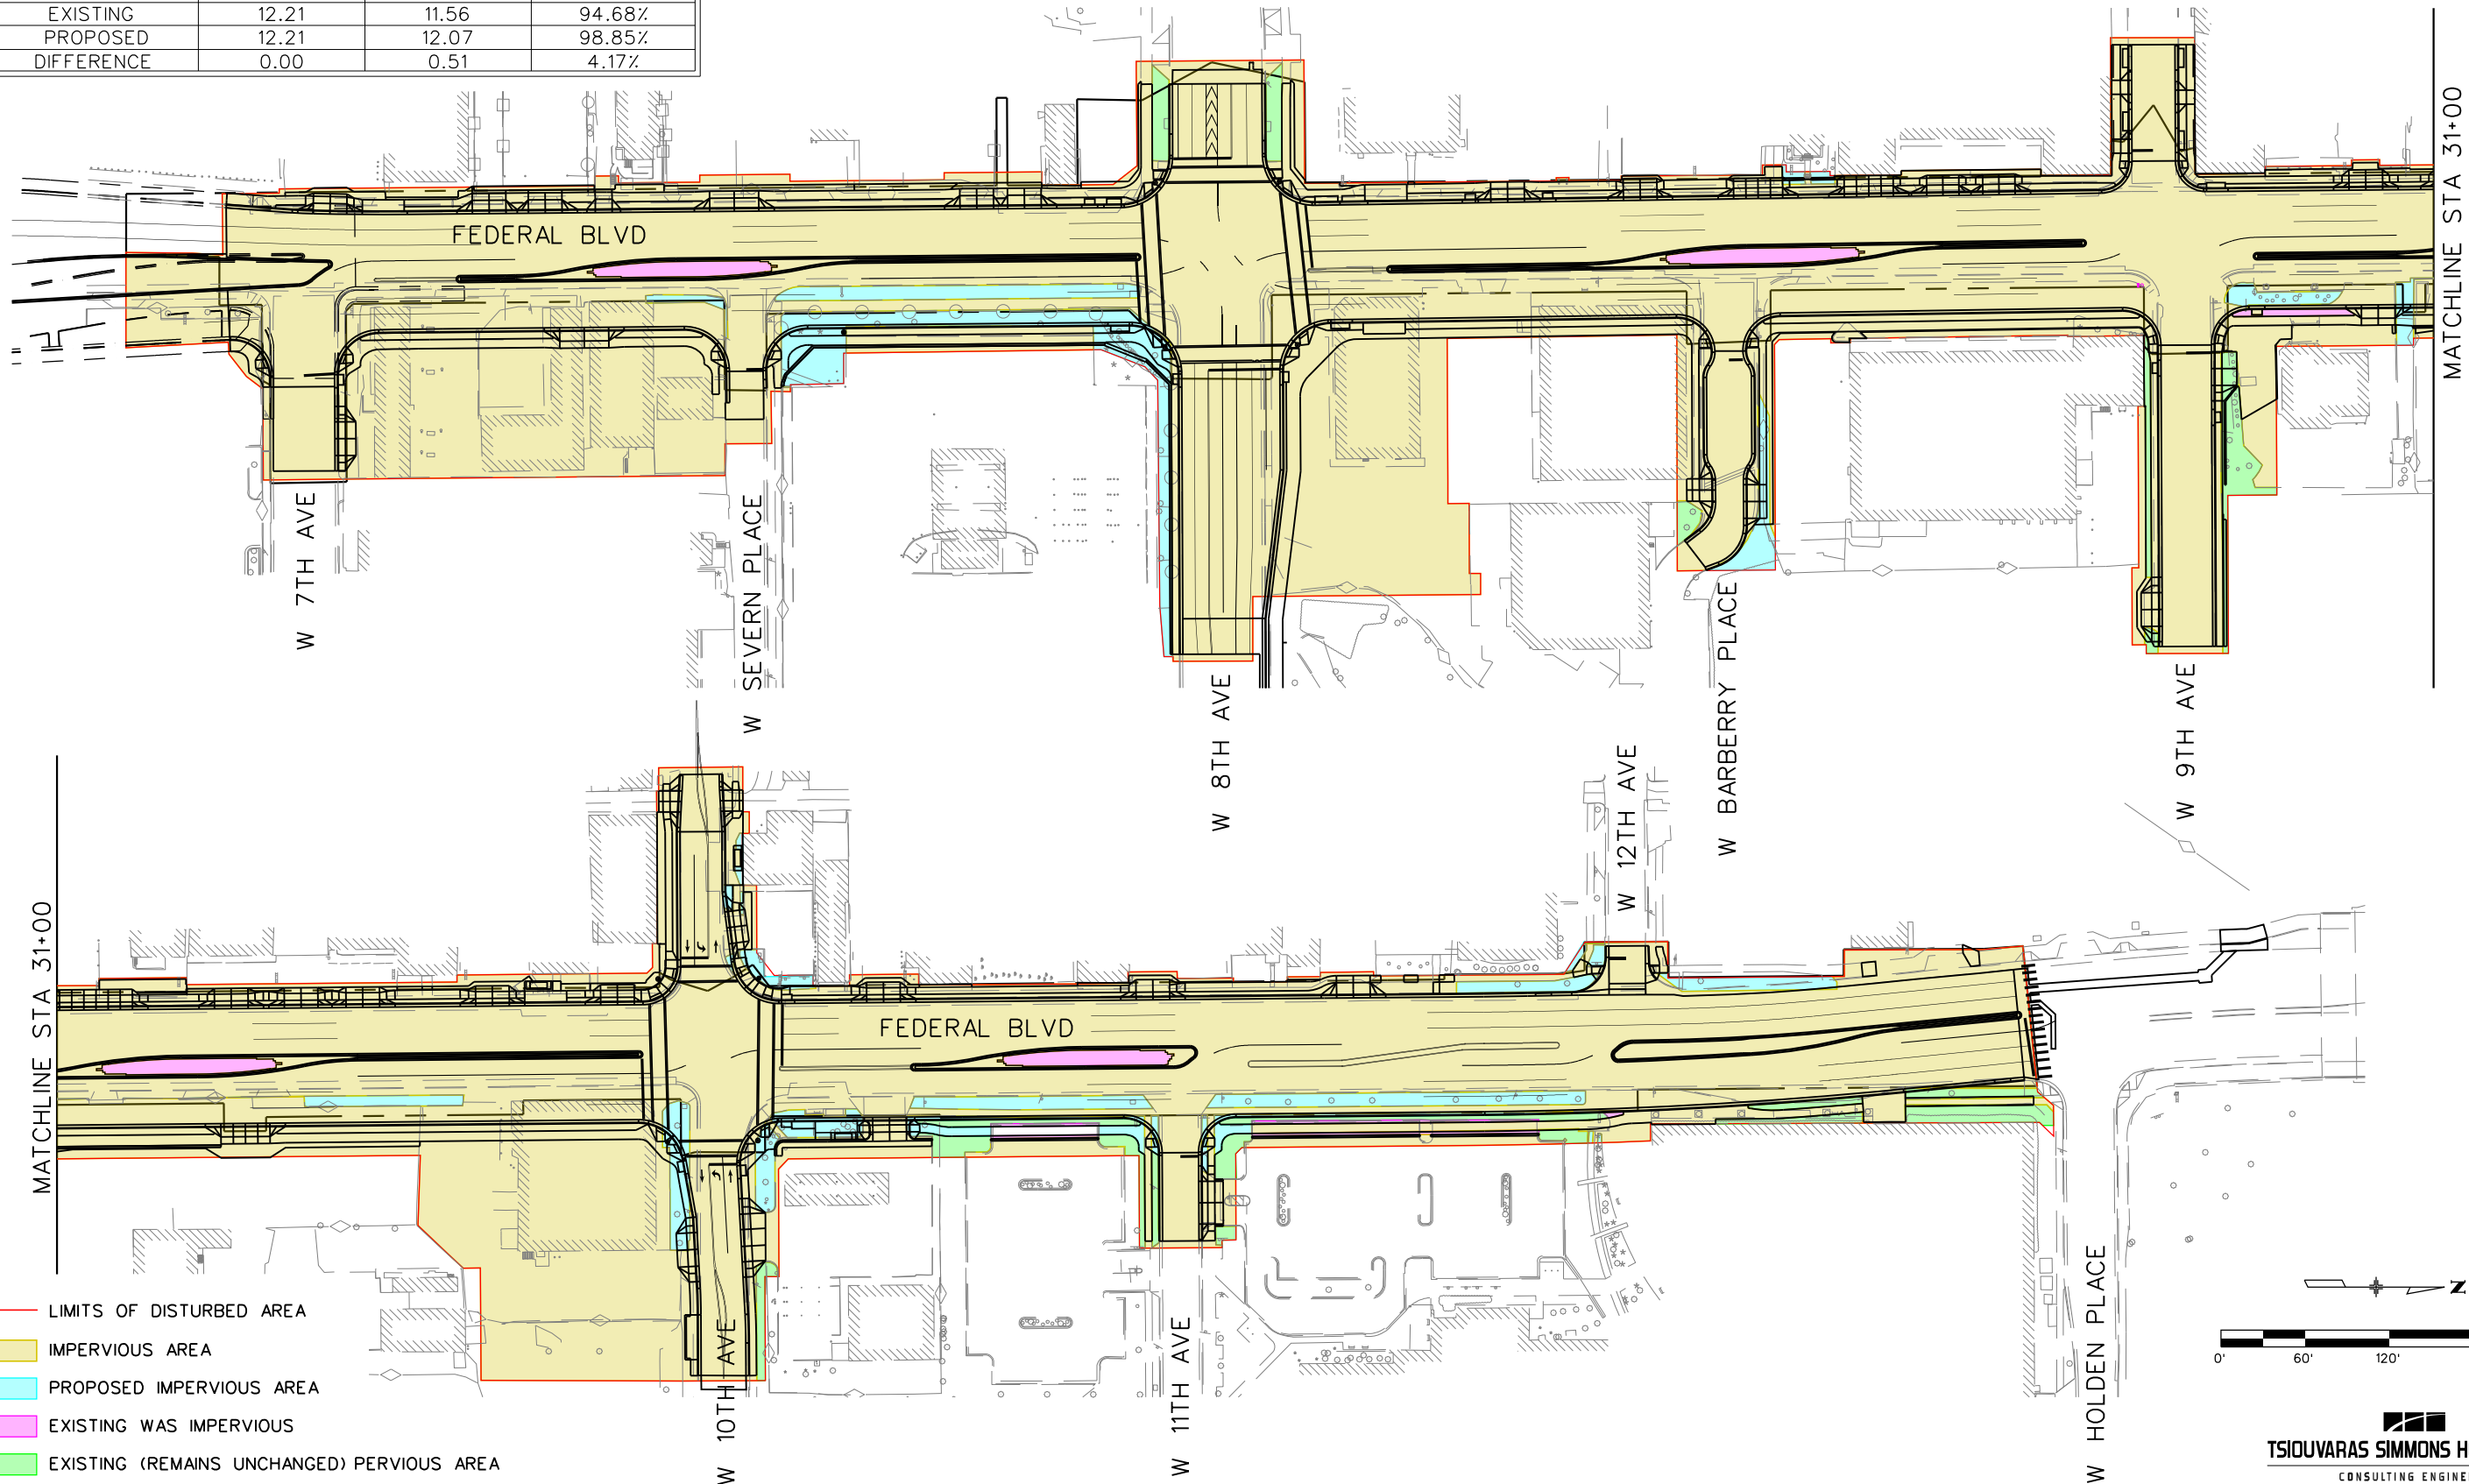 EXISTING 12.21 11.56 94.68%
PROPOSED 12.21 12.07 98.85%
DIFFERENCE 0.00 0.51 4.17%
FEDERAL BLVD
MATCHLINE STA 31+00
W 7TH AVE
W SEVERN PLACE
W 8TH AVE
W BARBERRY PLACE
W 9TH AVE
W 12TH AVE
MATCHLINE STA 31+00
FEDERAL BLVD
W 10TH AVE
W 11TH AVE
W HOLDEN PLACE
LIMITS OF DISTURBED AREA
IMPERVIOUS AREA
PROPOSED IMPERVIOUS AREA
EXISTING WAS IMPERVIOUS
EXISTING (REMAINS UNCHANGED) PERVIOUS AREA
N
0' 60' 120'
TSIOUVARAS SIMMONS H
CONSULTING ENGINE